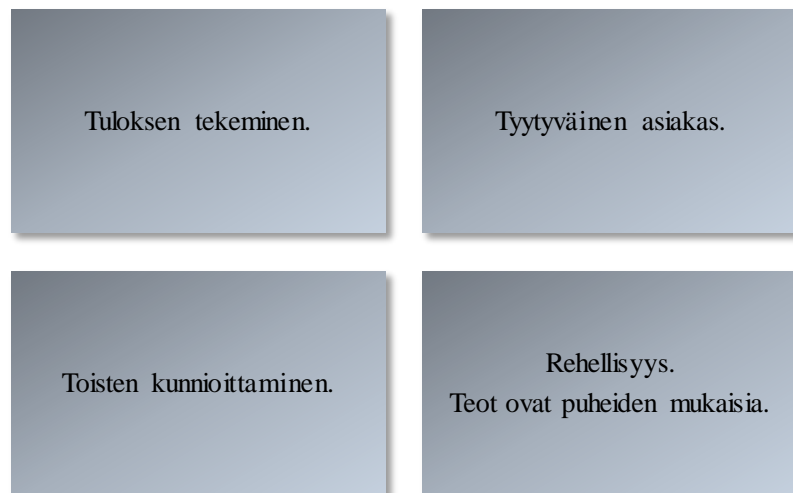 Tuloksen tekeminen.
Tyytyväinen asiakas.
Toisten kunnioittaminen.
Rehellisyys.
Teot ovat puheiden mukaisia.